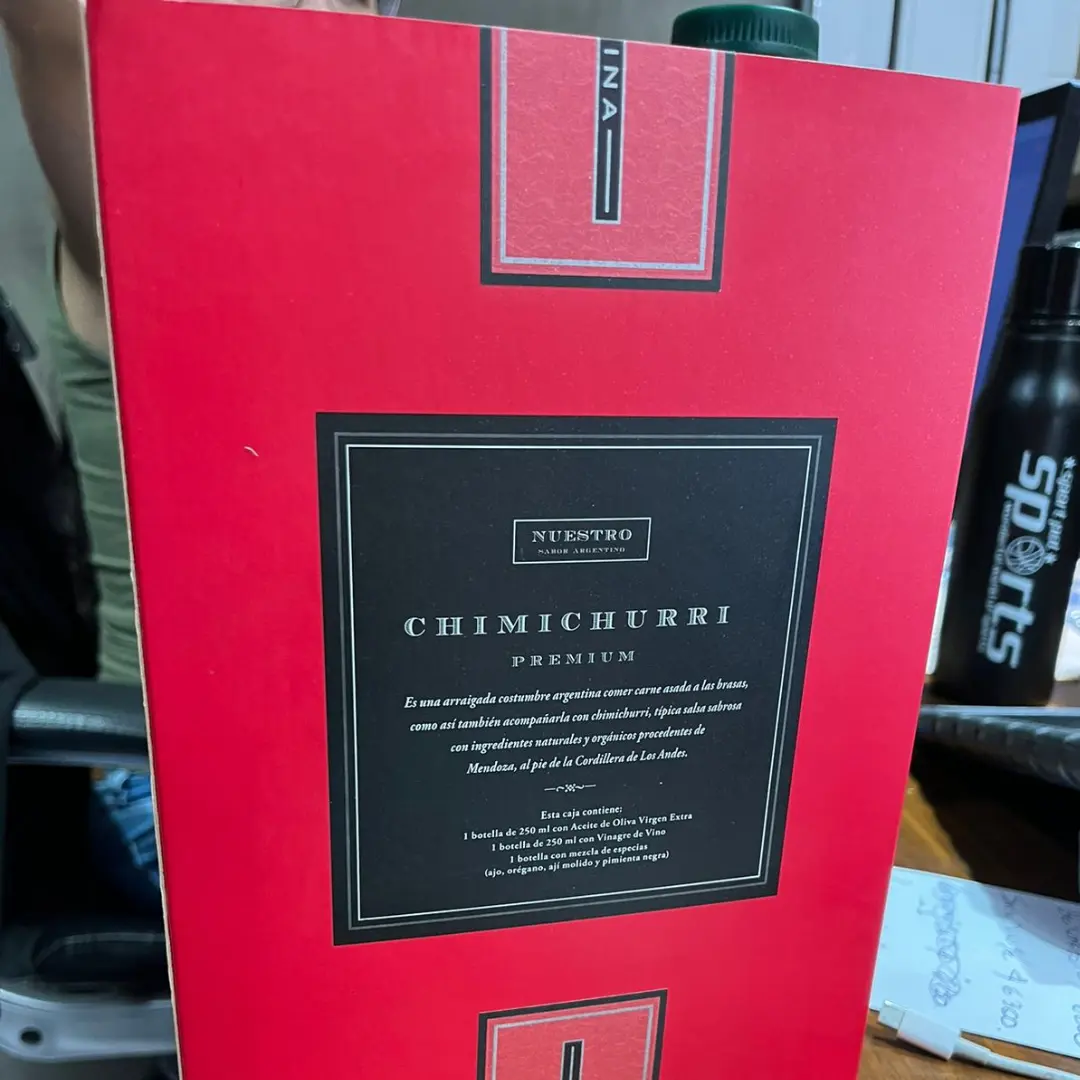 INA
NUESTRO
SABOR ARGENTINO
CHIMICHURRI
PREMIUM
Es una arraigada costumbre argentina comer carne asada a las brasas,
como así también acompañarla con chimichurri, típica salsa sabrosa
con ingredientes naturales y orgánicos procedentes de
Mendoza, al pie de la Cordillera de Los Andes.
Esta caja contiene:
1 botella de 250 ml con Aceite de Oliva Virgen Extra
1 botella de 250 ml con Vinagre de Vino
1 botella con mezcla de especias
(ajo, orégano, ají molido y pimienta negra)
sports